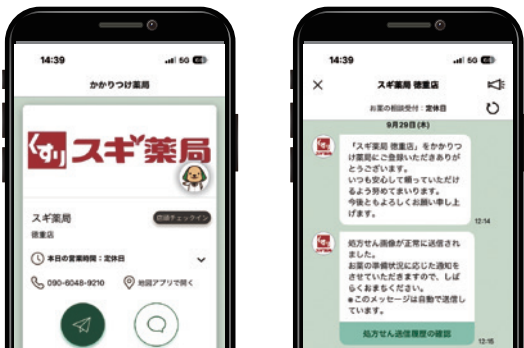 14:39
5G
かかりつけ薬局
くすり スギ薬局
スギ薬局
店頭チェックイン
徳重店
本日の営業時間：定休日
090-6048-9210
地図アプリで開く
14:39
5G
スギ薬局 徳重店
お薬の相談受付：定休日
9月29日(木)
くすり
「スギ薬局 徳重店」をかかりつ
け薬局にご登録いただきありが
とうございます。
いつも安心して頼っていただけ
るよう努めてまいります。
今後ともよろしくお願い申し上
げます。
12:14
くすり
処方せん画像が正常に送信され
ました。
お薬の準備状況に応じた通知を
させていただきますので、しば
らくおまちください。
※このメッセージは自動で送信し
ています。
処方せん送信履歴の確認
12:15